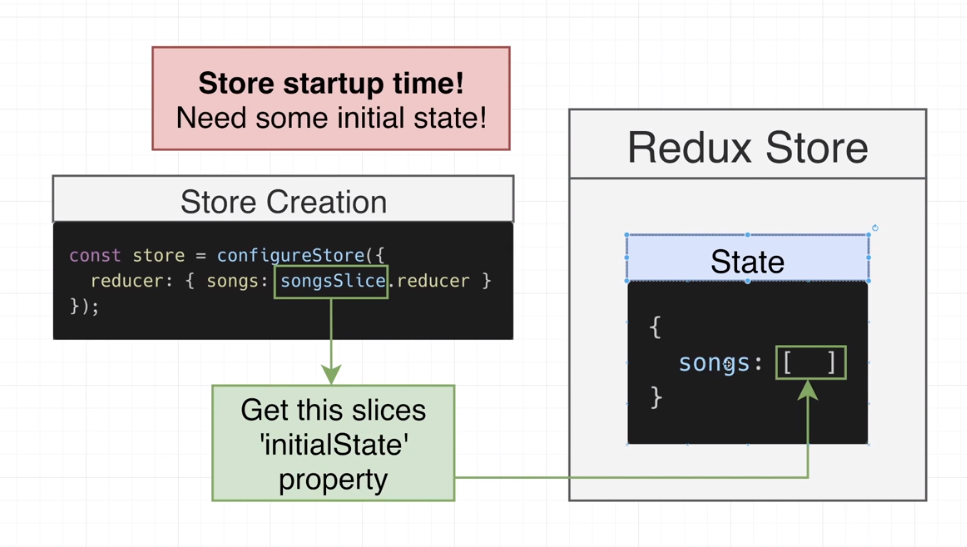 Store startup time!
Need some initial state!
Store Creation
const store = configureStore({
reducer: { songs: songsSlice.reducer }
});
Get this slices
'initialState'
property
Redux Store
State
{
songs: [ ]
}